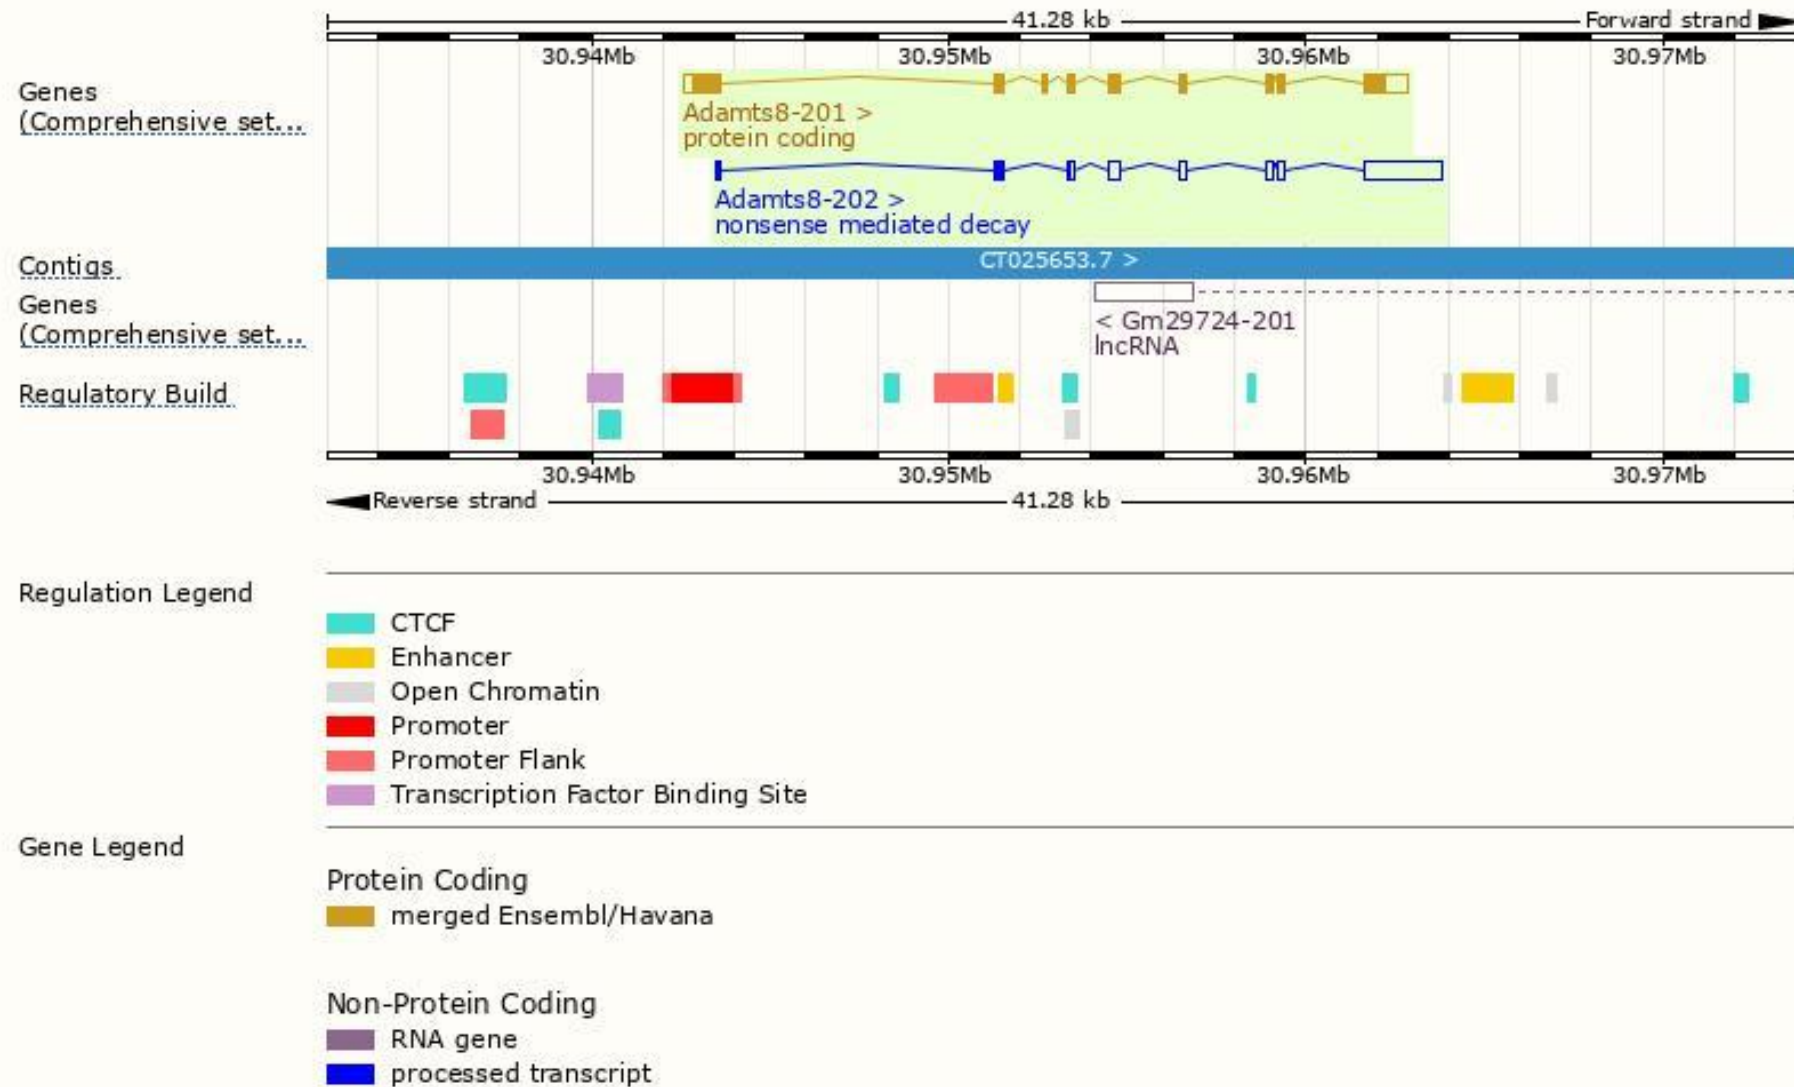 41.28 kb Forward strand
30.94Mb 30.95Mb 30.96Mb 30.97Mb
Genes
(Comprehensive set...
Adamts8-201 >
protein coding
Adamts8-202 >
nonsense mediated decay
Contigs CT025653.7 >
Genes
(Comprehensive set...
< Gm29724-201
lncRNA
Regulatory Build
30.94Mb 30.95Mb 30.96Mb 30.97Mb
Reverse strand 41.28 kb
Regulation Legend
CTCF
Enhancer
Open Chromatin
Promoter
Promoter Flank
Transcription Factor Binding Site
Gene Legend
Protein Coding
merged Ensembl/Havana
Non-Protein Coding
RNA gene
processed transcript